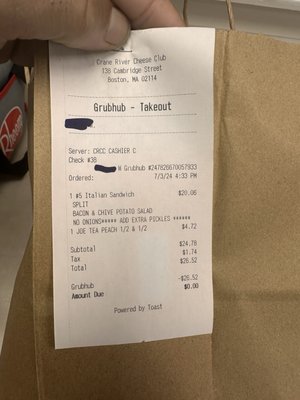 Crane River Cheese Club
138 Cambridge Street
Boston, MA 02114
Grubhub - Takeout
Server: CRCC CASHIER C
Check #38
W Grubhub #247826670057933
Ordered: 7/3/24 4:33 PM
1 #5 Italian Sandwich $20.06
SPLIT
BACON & CHIVE POTATO SALAD
NO ONIONS***** ADD EXTRA PICKLES ******
1 JOE TEA PEACH 1/2 & 1/2 $4.72
Subtotal $24.78
Tax $1.74
Total $26.52
Grubhub -$26.52
Amount Due $0.00
Powered by Toast